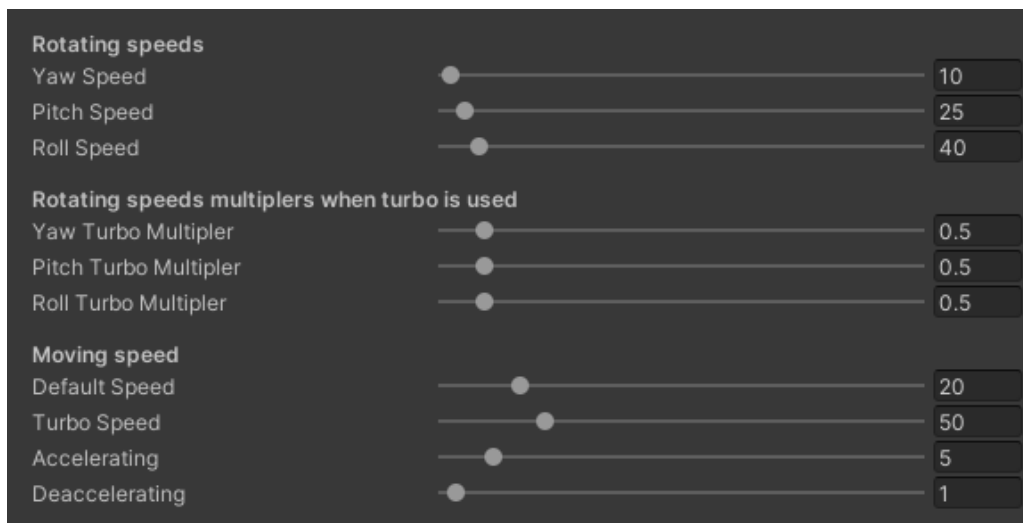 Rotating speeds
Yaw Speed 10
Pitch Speed 25
Roll Speed 40
Rotating speeds multiplers when turbo is used
Yaw Turbo Multipler 0.5
Pitch Turbo Multipler 0.5
Roll Turbo Multipler 0.5
Moving speed
Default Speed 20
Turbo Speed 50
Accelerating 5
Deaccelerating 1